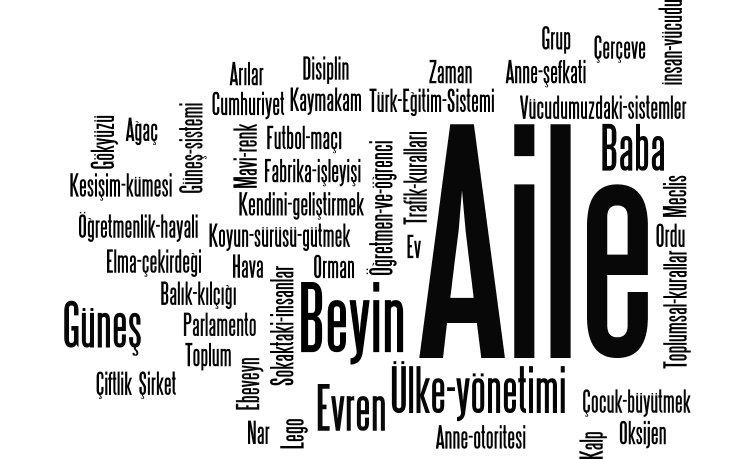 Grup
Çerçeve
insan-vücudu
Arılar
Disiplin
Zaman
Anne-şefkati
Cumhuriyet
Kaymakam
Türk-Eğitim-Sistemi
Vücudumuzdaki-sistemler
Gökyüzü
Ağaç
Güneş-sistemi
Mavi-renk
Futbol-maçı
Öğretmen-ve-öğrenci
Trafik-kuralları
Aile
Baba
Fabrika-işleyişi
Kesişim-kümesi
Kendini-geliştirmek
Meclis
Öğretmenlik-hayali
Koyun-sürüsü-gütmek
Ev
Ordu
Elma-çekirdeği
Hava
Orman
Toplumsal-kurallar
Balık-kılçığı
Sokaktaki-insanlar
Beyin
Güneş
Parlamento
Toplum
Çiftlik
Şirket
Ebeveyn
Evren
Ülke-yönetimi
Çocuk-büyütmek
Nar
Lego
Anne-otoritesi
Kalp
Oksijen